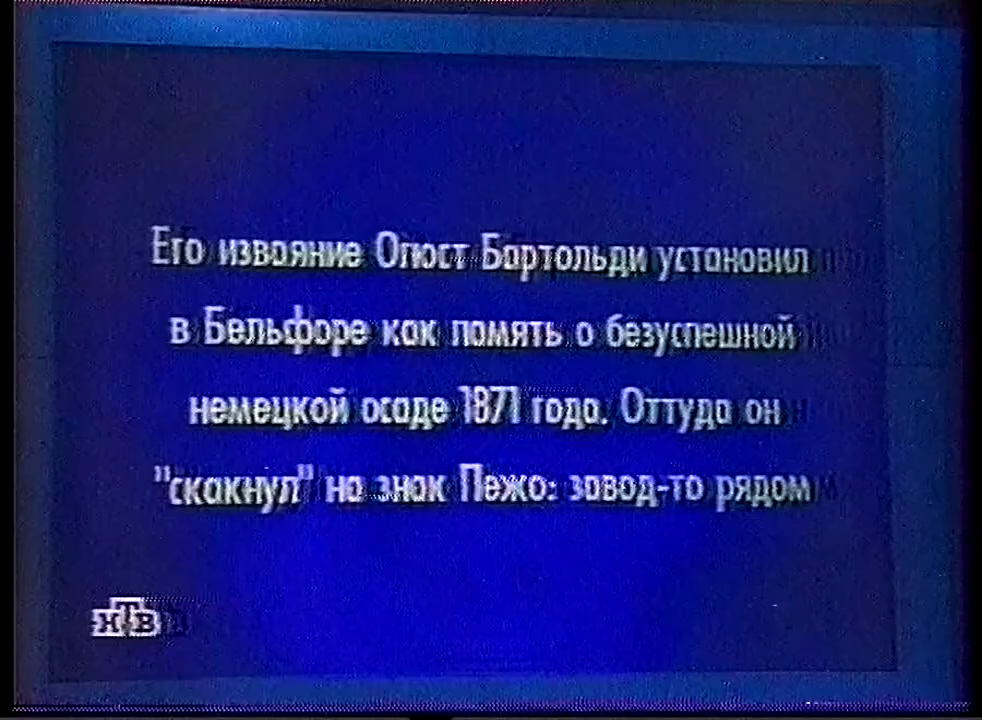 Его изваяние Огюст Бартольди установил
в Бельфоре как память о безуспешной
немецкой осаде 1871 года. Оттуда он
"скакнул" на знак Пежо: завод-то рядом
НТВ